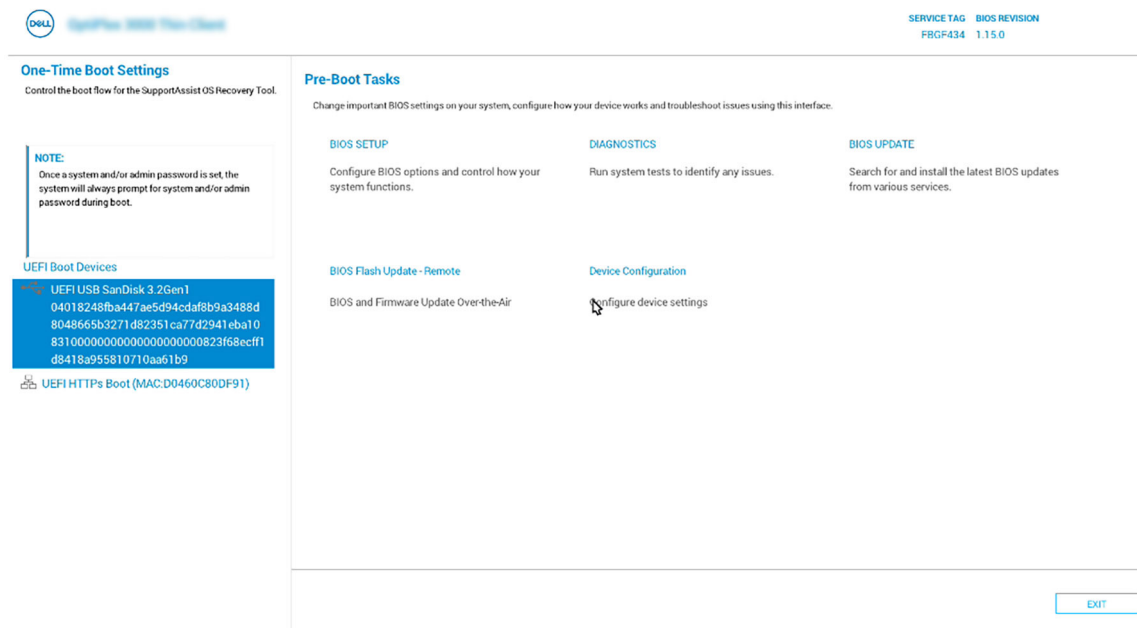 DELL
OptiPlex 3000 Thin Client
SERVICE TAG BIOS REVISION
FBGF434 1.15.0
One-Time Boot Settings
Control the boot flow for the SupportAssist OS Recovery Tool.
NOTE:
Once a system and/or admin password is set, the
system will always prompt for system and/or admin
password during boot.
UEFI Boot Devices
UEFI USB SanDisk 3.2Gen1
04018248fba447ae5d94cdaf8b9a3488d
8048665b3271d82351ca77d2941eba10
83100000000000000000000823f68ecff1
d8418a955810710aa61b9
UEFI HTTPs Boot (MAC:D0460C80DF91)
Pre-Boot Tasks
Change important BIOS settings on your system, configure how your device works and troubleshoot issues using this interface.
BIOS SETUP
Configure BIOS options and control how your
system functions.
DIAGNOSTICS
Run system tests to identify any issues.
BIOS UPDATE
Search for and install the latest BIOS updates
from various services.
BIOS Flash Update - Remote
BIOS and Firmware Update Over-the-Air
Device Configuration
Configure device settings
EXIT